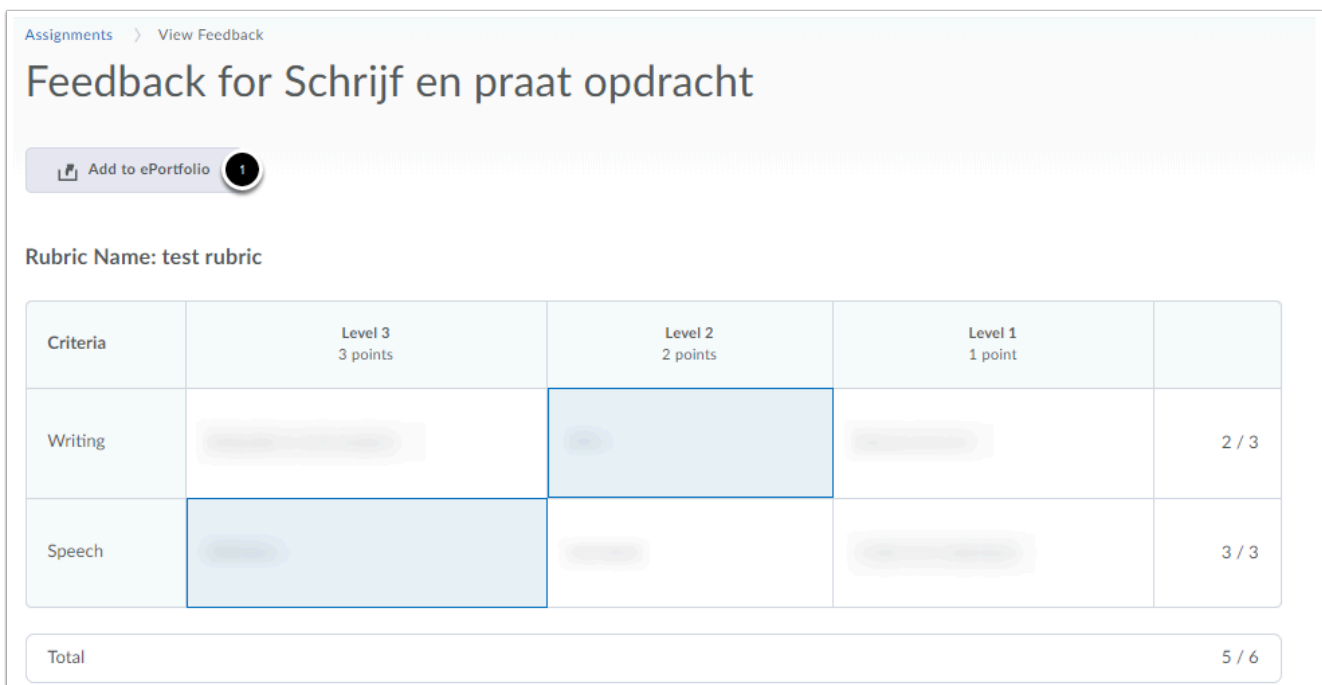 Assignments > View Feedback
Feedback for Schrijf en praat opdracht
Add to ePortfolio 1
Rubric Name: test rubric
Criteria Level 3 Level 2 Level 1
3 points 2 points 1 point
Writing 2 / 3
Speech 3 / 3
Total 5 / 6